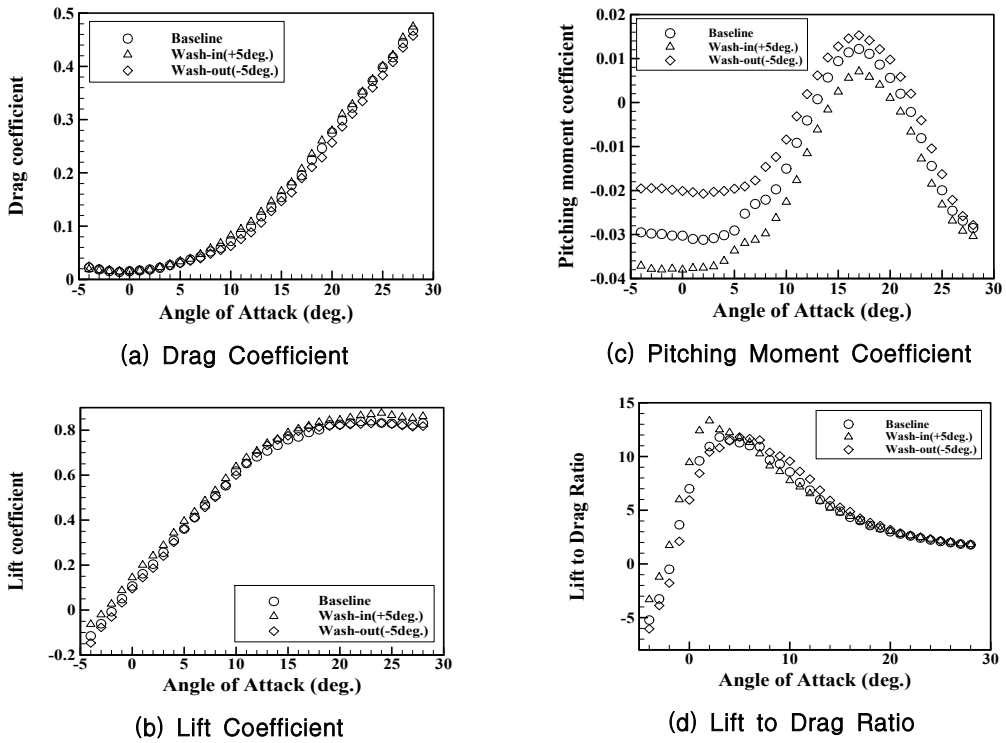 Drag coefficient
0.5
0.4
0.3
0.2
0.1
0
Baseline
Wash-in(+5deg.)
Wash-out(-5deg.)
-5 0 5 10 15 20 25 30
Angle of Attack (deg.)
(a) Drag Coefficient
Pitching moment coefficient
0.02
0.01
0
-0.01
-0.02
-0.03
-0.04
Baseline
Wash-in(+5deg.)
Wash-out(-5deg.)
-5 0 5 10 15 20 25 30
Angle of Attack (deg.)
(c) Pitching Moment Coefficient
Lift coefficient
0.8
0.6
0.4
0.2
0
-0.2
Baseline
Wash-in(+5deg.)
Wash-out(-5deg.)
-5 0 5 10 15 20 25 30
Angle of Attack (deg.)
(b) Lift Coefficient
Lift to Drag Ratio
15
10
5
0
-5
Baseline
Wash-in(+5deg.)
Wash-out(-5deg.)
0 10 20 30
Angle of Attack (deg.)
(d) Lift to Drag Ratio